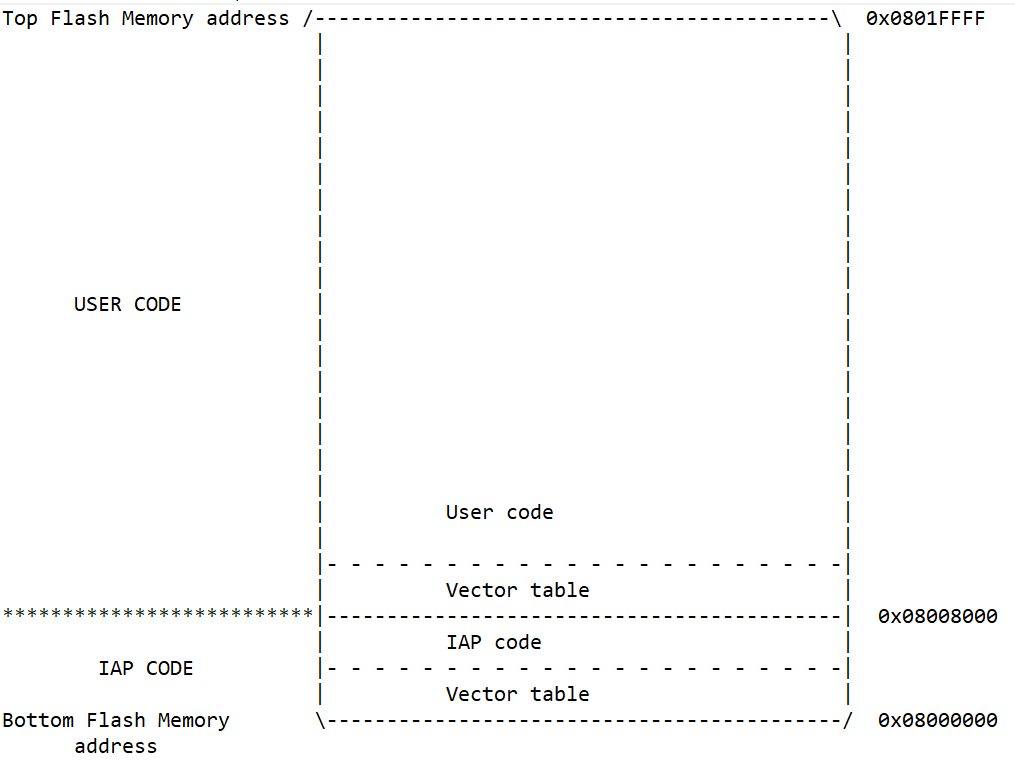 Top Flash Memory address /-------------------------------------------\ 0x0801FFFF
USER CODE
User code
|- - - - - - - - - - - - - - - - - - - - - -|
Vector table
**************************|-------------------------------------------| 0x08008000
IAP code
IAP CODE |- - - - - - - - - - - - - - - - - - - - - -|
Vector table
Bottom Flash Memory \-------------------------------------------/ 0x08000000
address